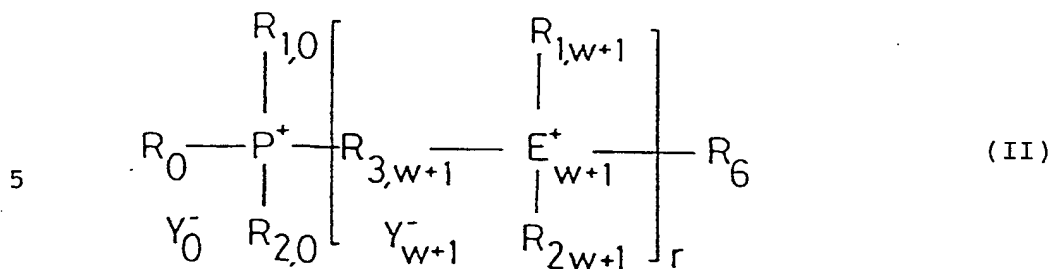 R1,0 R1,w+1
R0 P+ R3,w+1 E+w+1 R6 (II)
5
Y0- R2,0 Y-w+1 R2w+1 r